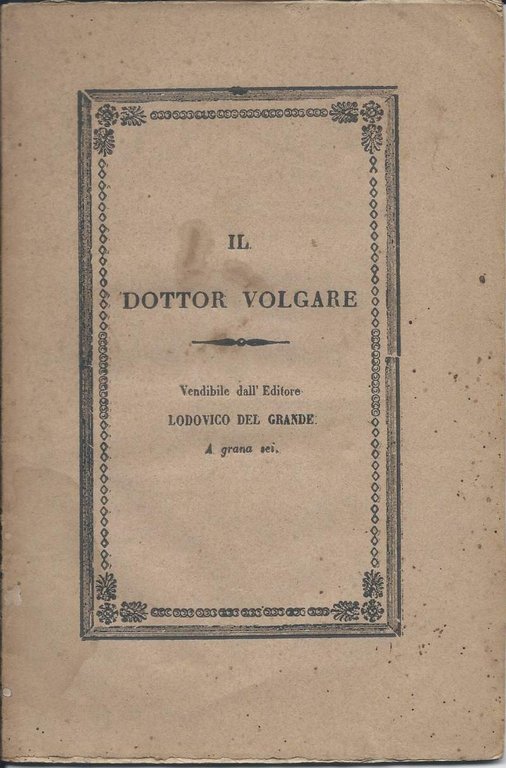 IL
DOTTOR VOLGARE
Vendibile dall' Editore
LODOVICO DEL GRANDE.
A grana sei.